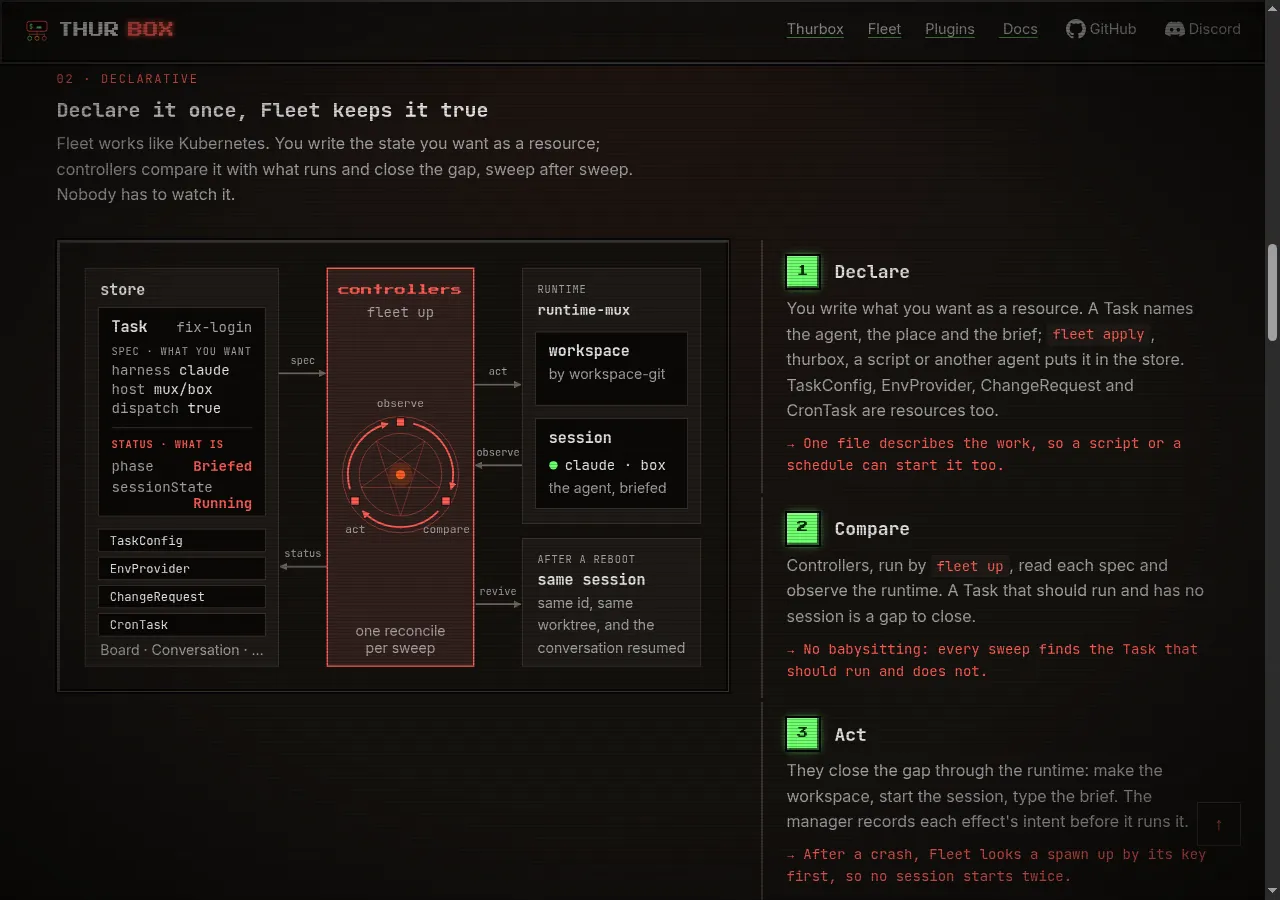 THUR BOX
Thurbox
Fleet
Plugins
Docs
GitHub
Discord
02 · DECLARATIVE
Declare it once, Fleet keeps it true
Fleet works like Kubernetes. You write the state you want as a resource;
controllers compare it with what runs and close the gap, sweep after sweep.
Nobody has to watch it.
store
Task fix-login
SPEC · WHAT YOU WANT
harness claude
host mux/box
dispatch true
STATUS · WHAT IS
phase Briefed
sessionState
Running
TaskConfig
EnvProvider
ChangeRequest
CronTask
Board · Conversation · ...
spec
status
controllers
fleet up
observe
act
compare
one reconcile
per sweep
act
observe
revive
RUNTIME
runtime-mux
workspace
by workspace-git
session
claude · box
the agent, briefed
AFTER A REBOOT
same session
same id, same
worktree, and the
conversation resumed
1
Declare
You write what you want as a resource. A Task names
the agent, the place and the brief; fleet apply ,
thurbox, a script or another agent puts it in the store.
TaskConfig, EnvProvider, ChangeRequest and
CronTask are resources too.
→ One file describes the work, so a script or a
schedule can start it too.
2
Compare
Controllers, run by fleet up , read each spec and
observe the runtime. A Task that should run and has no
session is a gap to close.
→ No babysitting: every sweep finds the Task that
should run and does not.
3
Act
They close the gap through the runtime: make the
workspace, start the session, type the brief. The
manager records each effect's intent before it runs it.
→ After a crash, Fleet looks a spawn up by its key
first, so no session starts twice.
↑